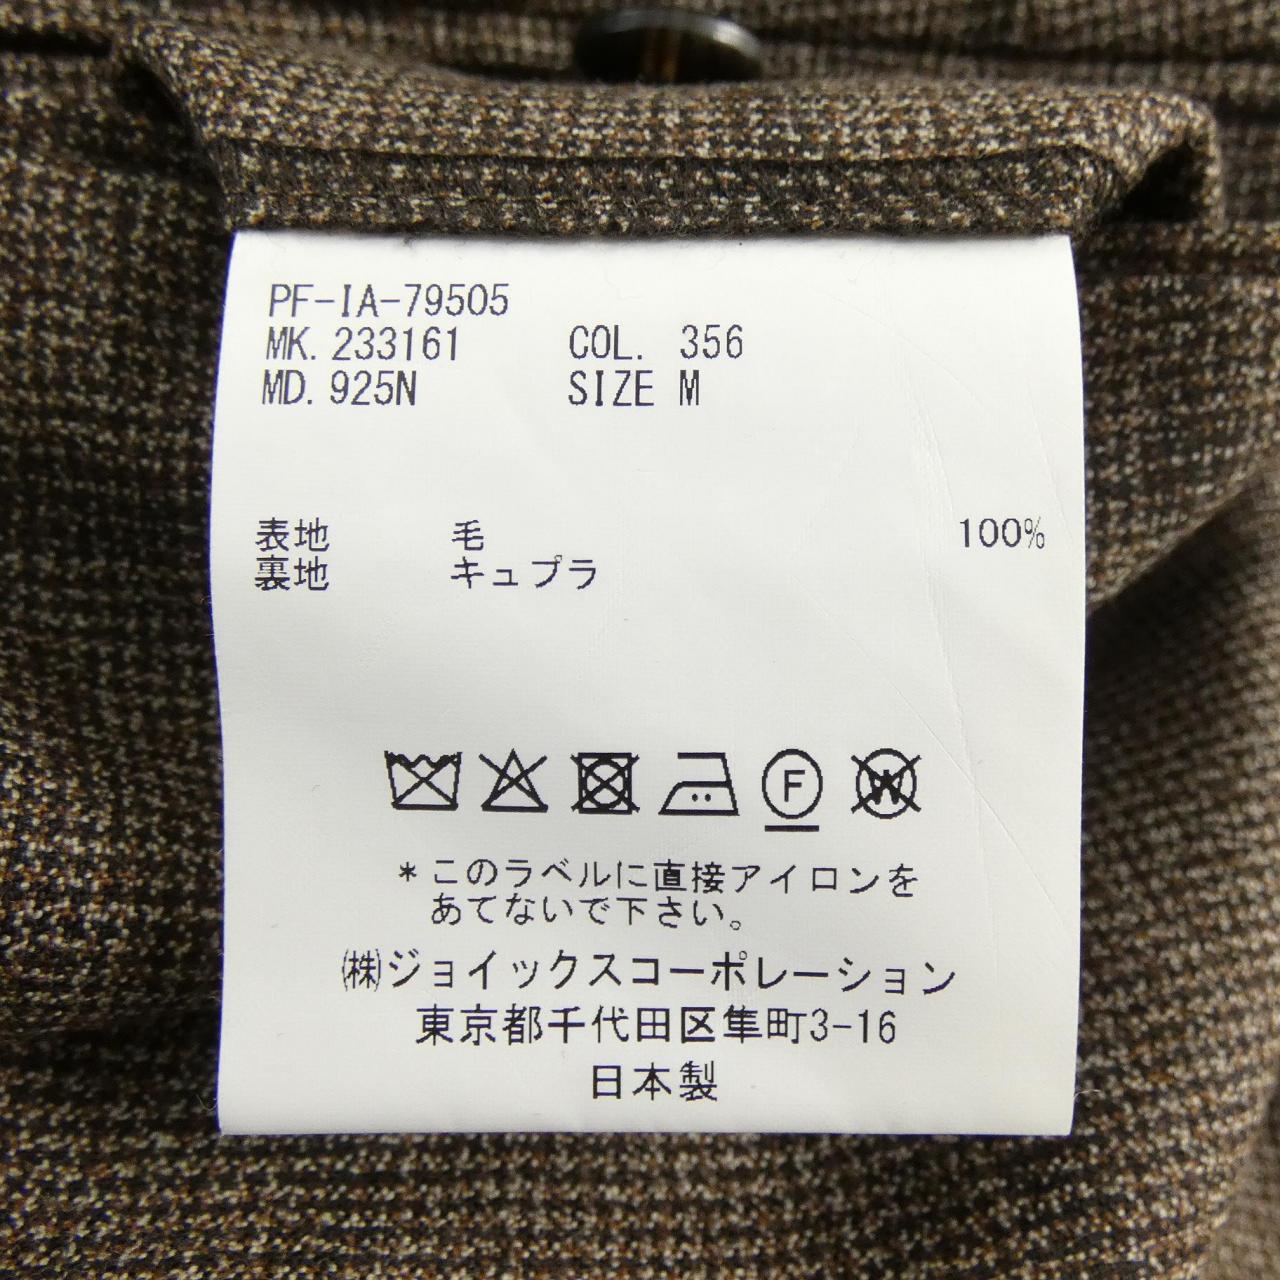 PF-IA-79505
MK. 233161 COL. 356
MD. 925N SIZE M
表地 毛 100%
裏地 キュプラ
F W
*このラベルに直接アイロンを
あてないで下さい。
㈱ジョイックスコーポレーション
東京都千代田区隼町3-16
日本製